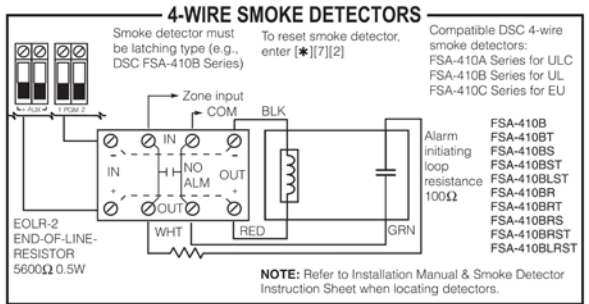 4-WIRE SMOKE DETECTORS
Smoke detector must
be latching type (e.g.,
DSC FSA-410B Series)
To reset smoke detector,
enter [✱][7][2]
Compatible DSC 4-wire
smoke detectors:
FSA-410A Series for ULC
FSA-410B Series for UL
FSA-410C Series for EU
- AUX + 1 PGM 2
Zone input
COM
BLK
IN
IN
NO
ALM
OUT
- +
- +
OUT
WHT
RED
GRN
Alarm
initiating
loop
resistance
100Ω
FSA-410B
FSA-410BT
FSA-410BS
FSA-410BST
FSA-410BLST
FSA-410BR
FSA-410BRT
FSA-410BRS
FSA-410BRST
FSA-410BLRST
EOLR-2
END-OF-LINE-
RESISTOR
5600Ω 0.5W
NOTE: Refer to Installation Manual & Smoke Detector
Instruction Sheet when locating detectors.